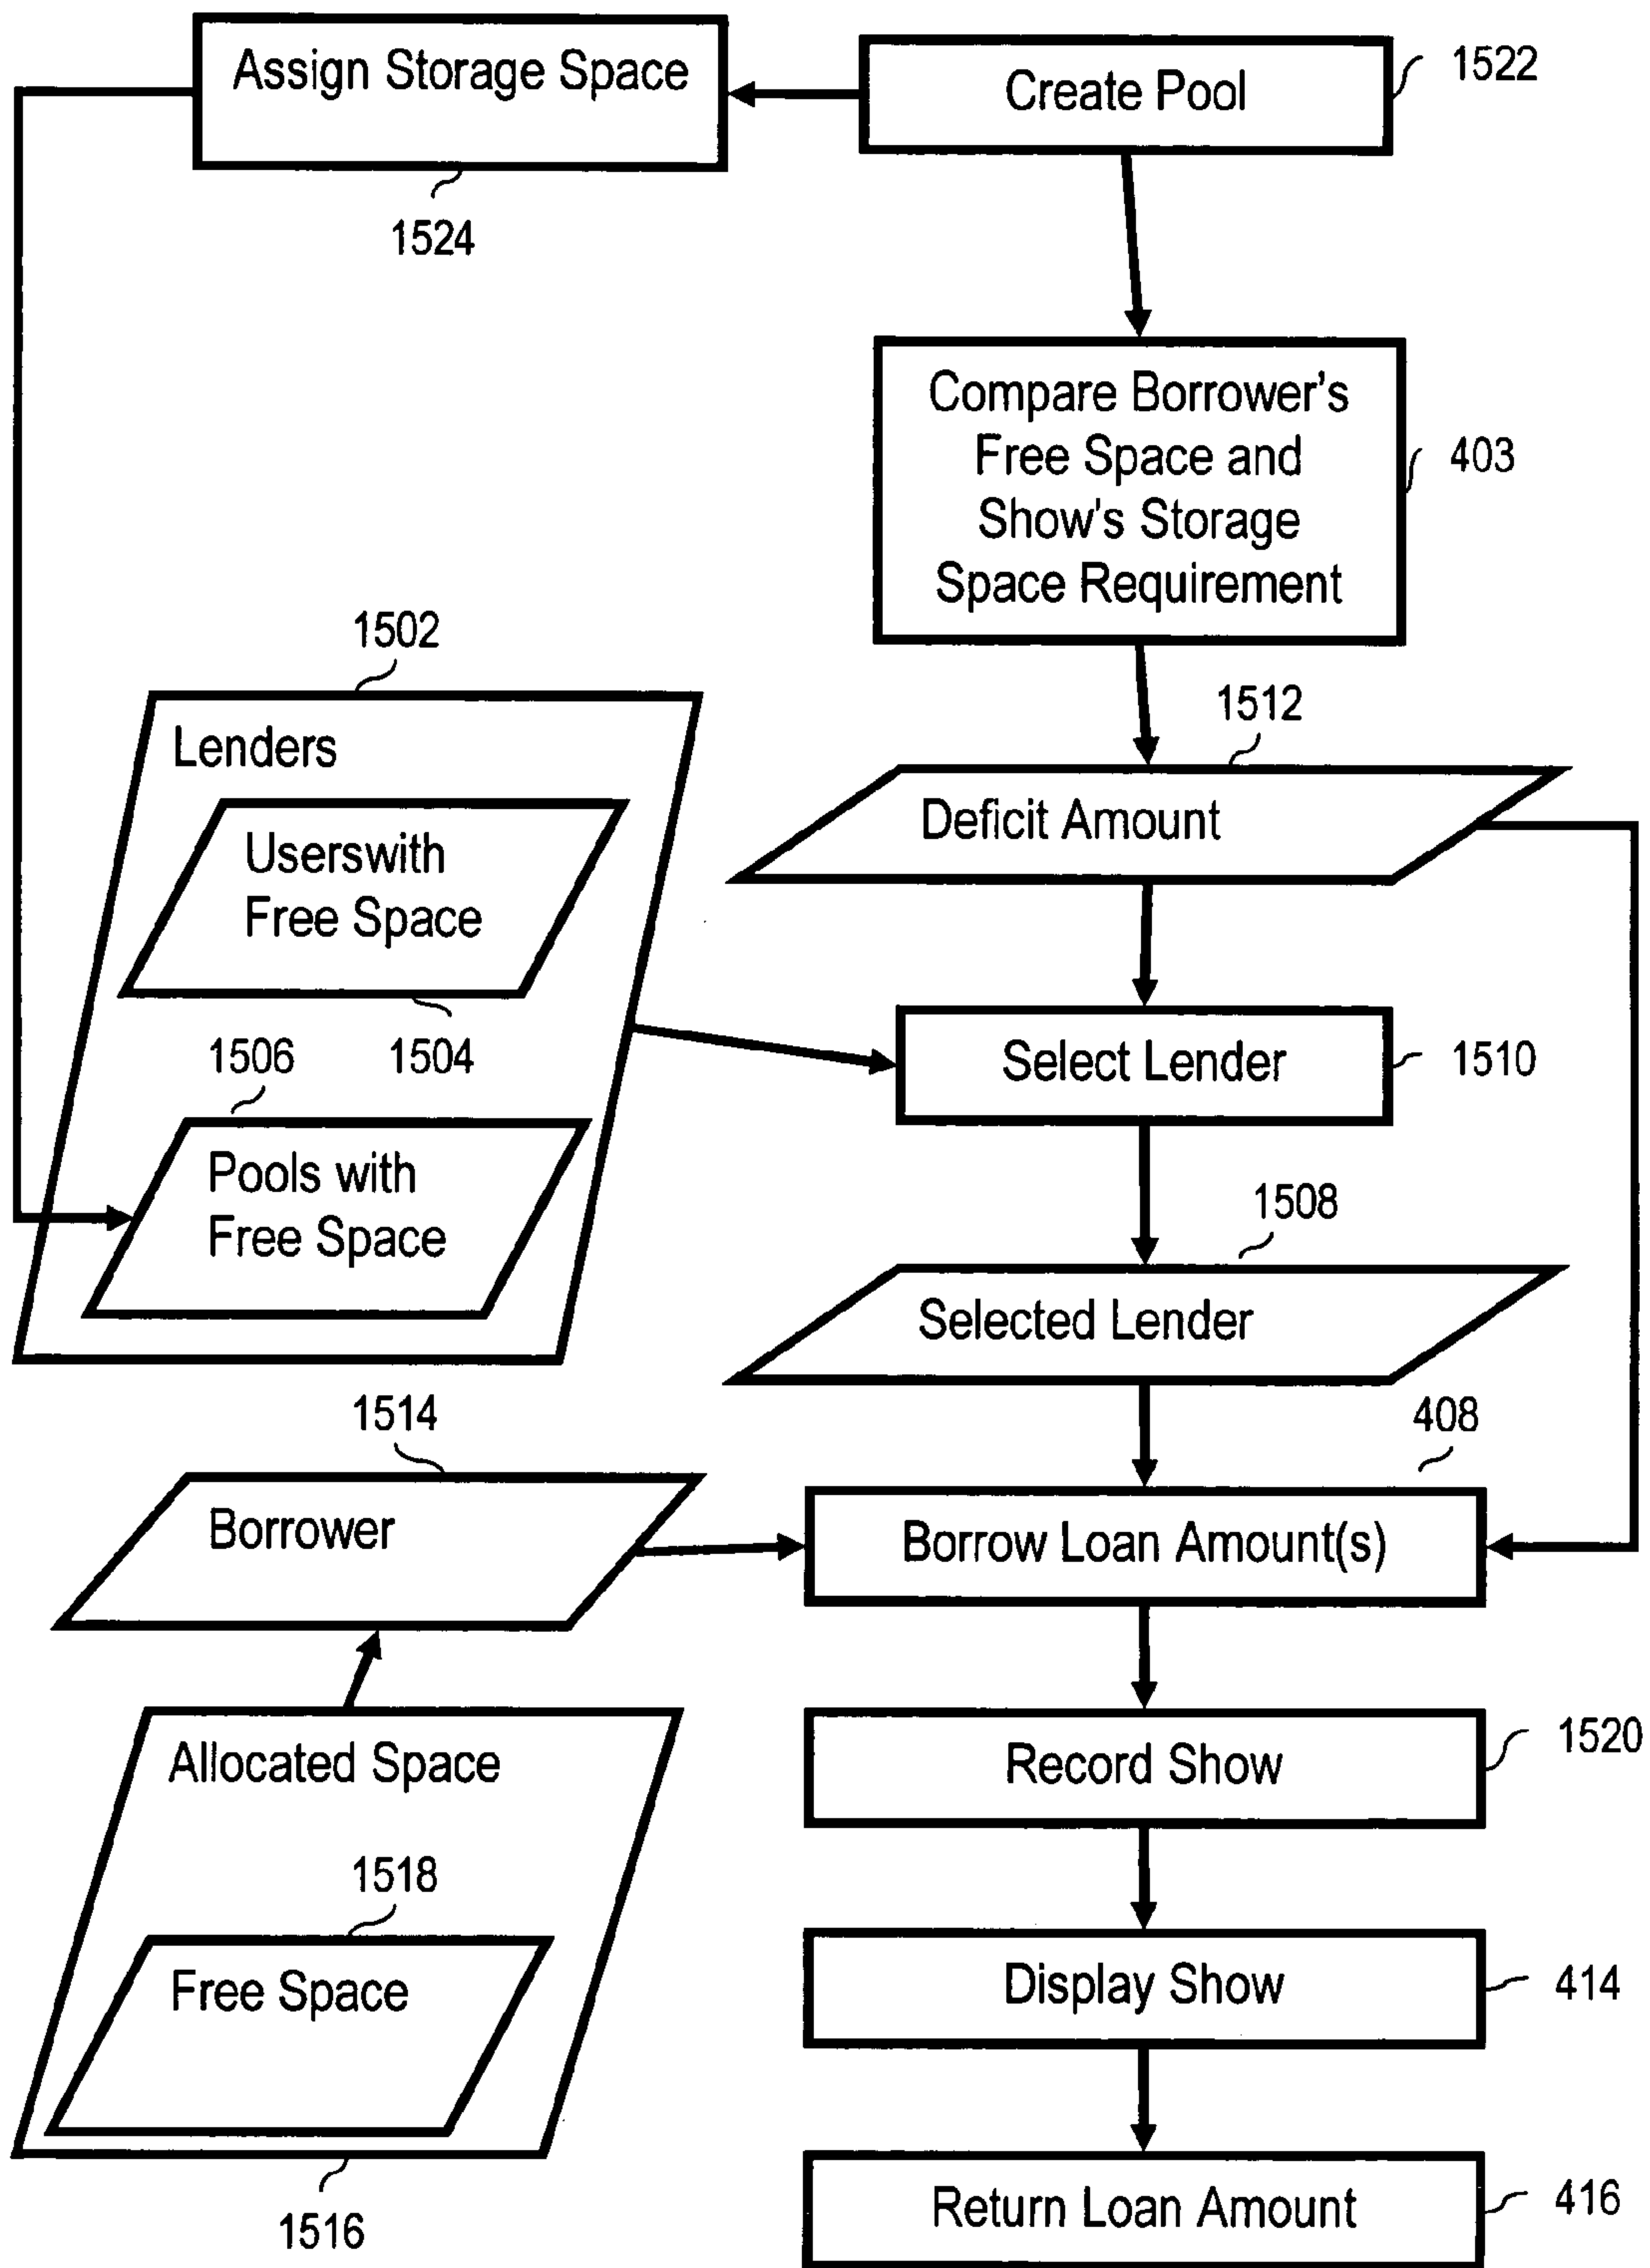 Assign Storage Space
Create Pool
1522
1524
Compare Borrower's
Free Space and
Show's Storage
Space Requirement
403
1502
Lenders
1512
Deficit Amount
Userswith
Free Space
1504
1506
Select Lender
1510
Pools with
Free Space
1508
Selected Lender
1514
408
Borrower
Borrow Loan Amount(s)
Allocated Space
Record Show
1520
1518
Free Space
Display Show
414
1516
Return Loan Amount
416